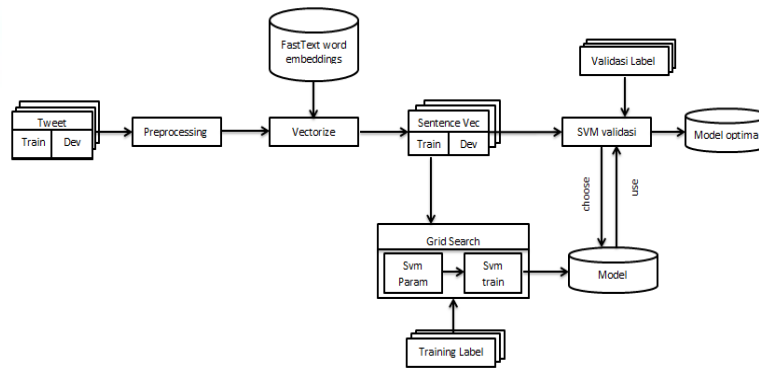 FastText word
embeddings
Validasi Label
Tweet
Train
Dev
Preprocessing
Vectorize
Sentence Vec
Train
Dev
SVM validasi
Model optima
choose
use
Grid Search
Svm
Param
Svm
train
Model
Training Label